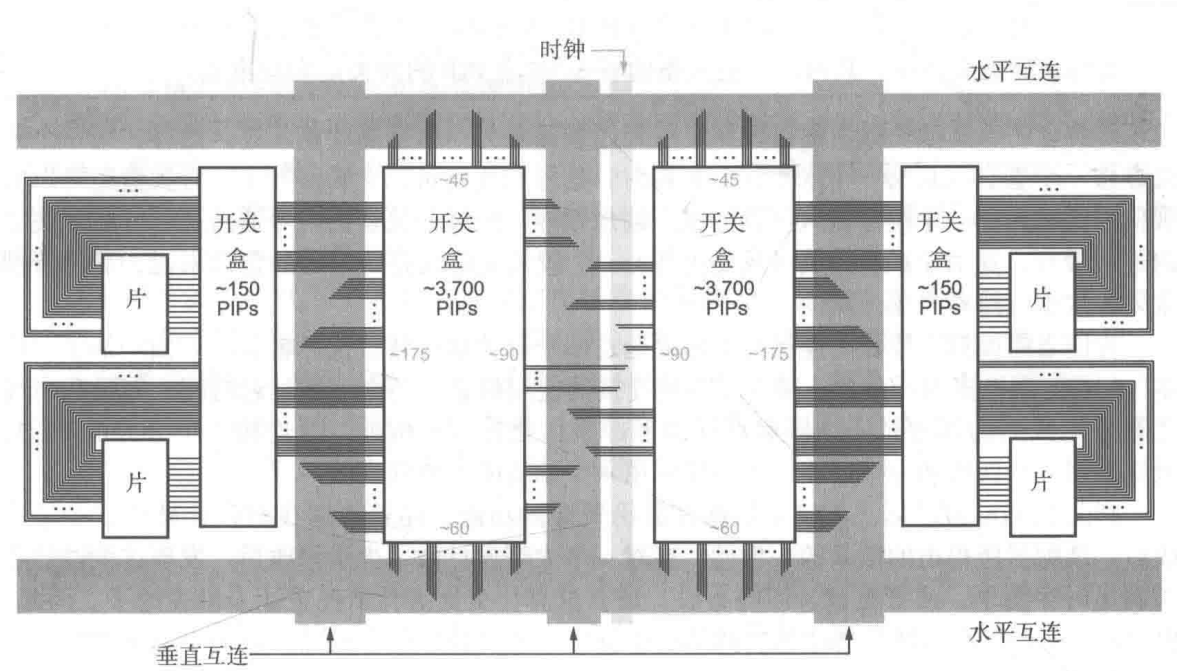 时钟
水平互连
~45
~45
开关
盒
~150
PIPs
开关
盒
~3,700
PIPs
开关
盒
~3,700
PIPs
开关
盒
~150
PIPs
片
片
~175
~90
~90
~175
片
片
~60
~60
水平互连
垂直互连